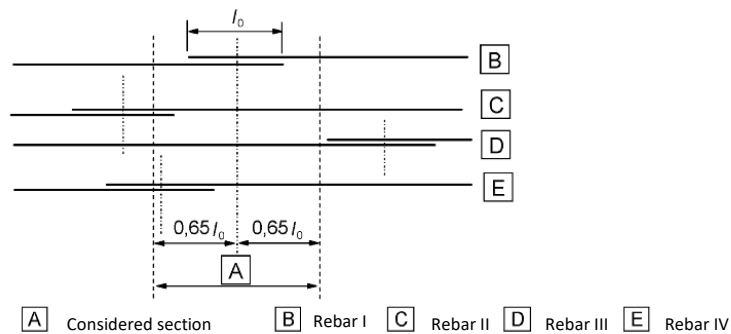 l₀
B
C
D
E
0,65 l₀ 0,65 l₀
A
A Considered section B Rebar I C Rebar II D Rebar III E Rebar IV